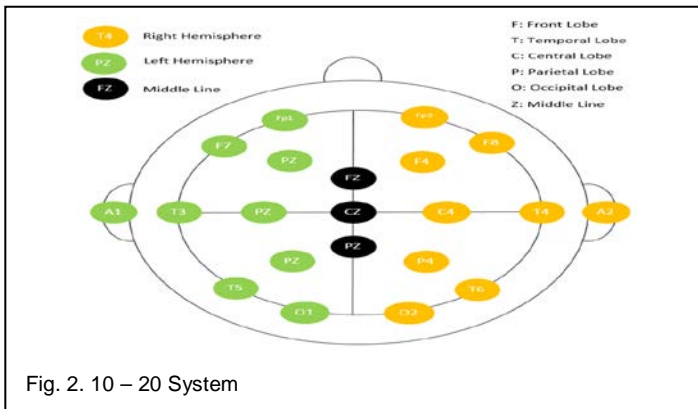 T4 Right Hemisphere
PZ Left Hemisphere
FZ Middle Line
F: Front Lobe
T: Temporal Lobe
C: Central Lobe
P: Parietal Lobe
O: Occipital Lobe
Z: Middle Line
Fp1 Fp2
F7 F8
PZ F4
FZ
A1 T3 PZ CZ C4 T4 A2
PZ
PZ P4
T5 T6
O1 O2
Fig. 2. 10 – 20 System